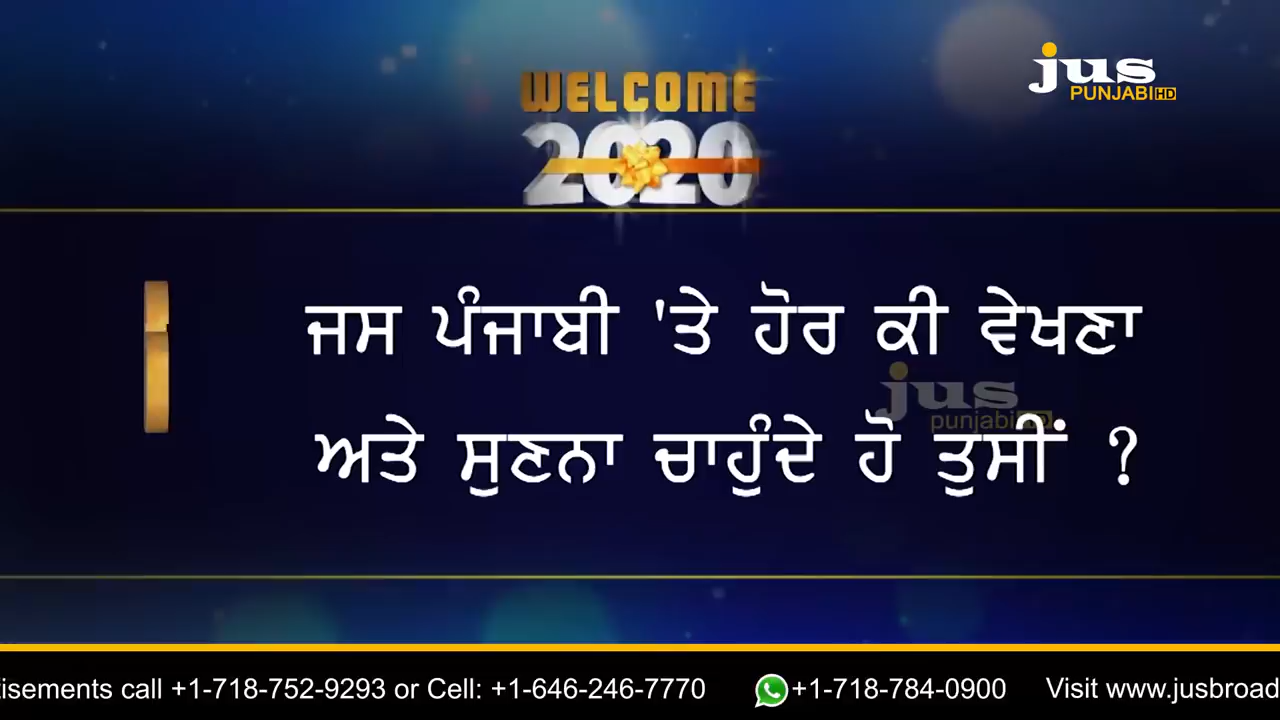 WELCOME
2020
jus
PUNJABI HD
ਜਸ ਪੰਜਾਬੀ 'ਤੇ ਹੋਰ ਕੀ ਵੇਖਣਾ
jus
punjabi HD
ਅਤੇ ਸੁਣਨਾ ਚਾਹੁੰਦੇ ਹੋ ਤੁਸੀਂ ?
isements call +1-718-752-9293 or Cell: +1-646-246-7770 +1-718-784-0900 Visit www.jusbroad